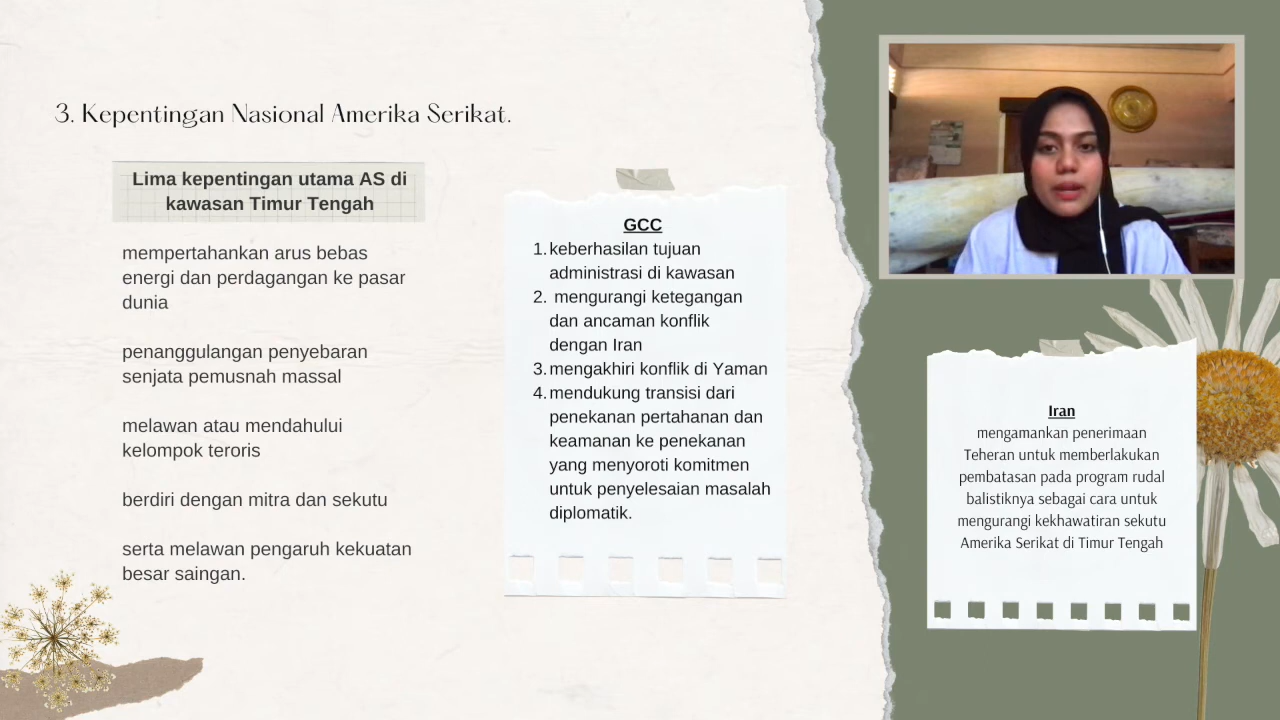 3. Kepentingan Nasional Amerika Serikat.
Lima kepentingan utama AS di
kawasan Timur Tengah
mempertahankan arus bebas
energi dan perdagangan ke pasar
dunia
penanggulangan penyebaran
senjata pemusnah massal
melawan atau mendahului
kelompok teroris
berdiri dengan mitra dan sekutu
serta melawan pengaruh kekuatan
besar saingan.
GCC
1. keberhasilan tujuan
administrasi di kawasan
2. mengurangi ketegangan
dan ancaman konflik
dengan Iran
3. mengakhiri konflik di Yaman
4. mendukung transisi dari
penekanan pertahanan dan
keamanan ke penekanan
yang menyoroti komitmen
untuk penyelesaian masalah
diplomatik.
Iran
mengamankan penerimaan
Teheran untuk memberlakukan
pembatasan pada program rudal
balistiknya sebagai cara untuk
mengurangi kekhawatiran sekutu
Amerika Serikat di Timur Tengah